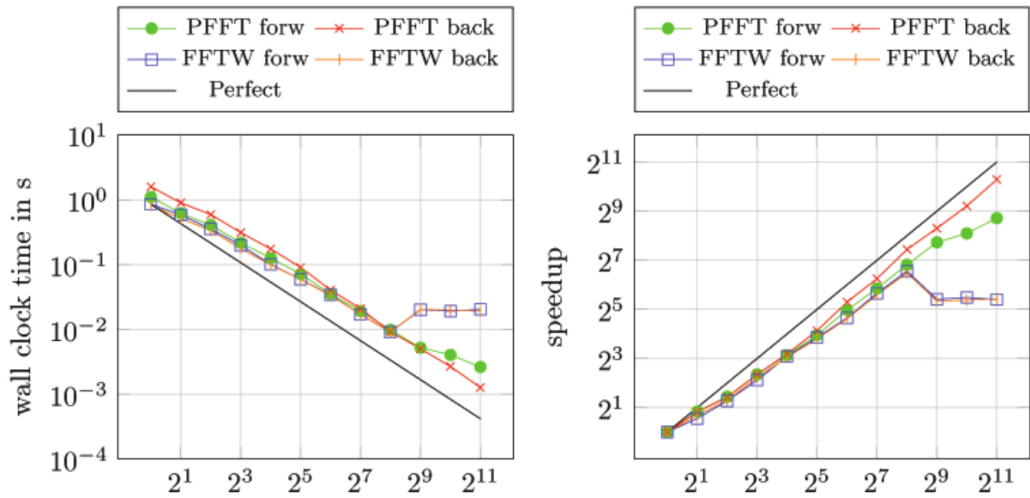 PFFT forw PFFT back
FFTW forw FFTW back
Perfect
wall clock time in s
10^1
10^0
10^-1
10^-2
10^-3
10^-4
2^1 2^3 2^5 2^7 2^9 2^11
PFFT forw PFFT back
FFTW forw FFTW back
Perfect
speedup
2^11
2^9
2^7
2^5
2^3
2^1
2^1 2^3 2^5 2^7 2^9 2^11